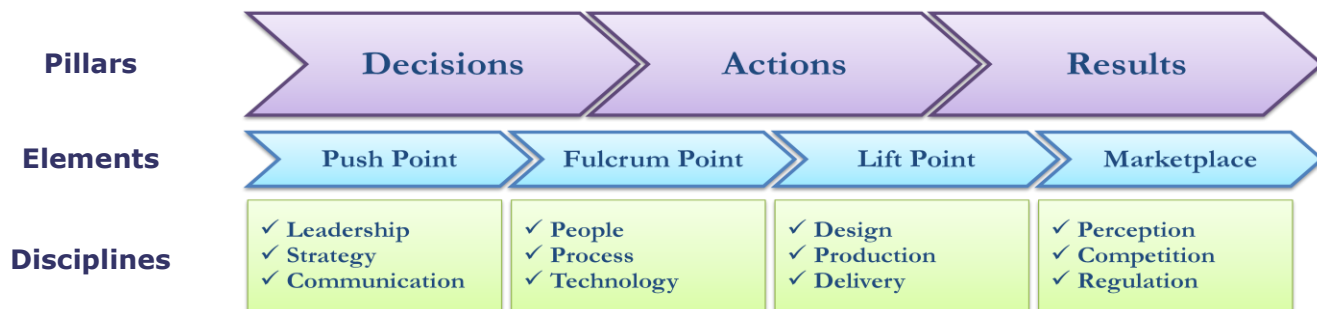 Pillars
Decisions
Actions
Results
Elements
Push Point
Fulcrum Point
Lift Point
Marketplace
Disciplines
✓ Leadership
✓ Strategy
✓ Communication
✓ People
✓ Process
✓ Technology
✓ Design
✓ Production
✓ Delivery
✓ Perception
✓ Competition
✓ Regulation